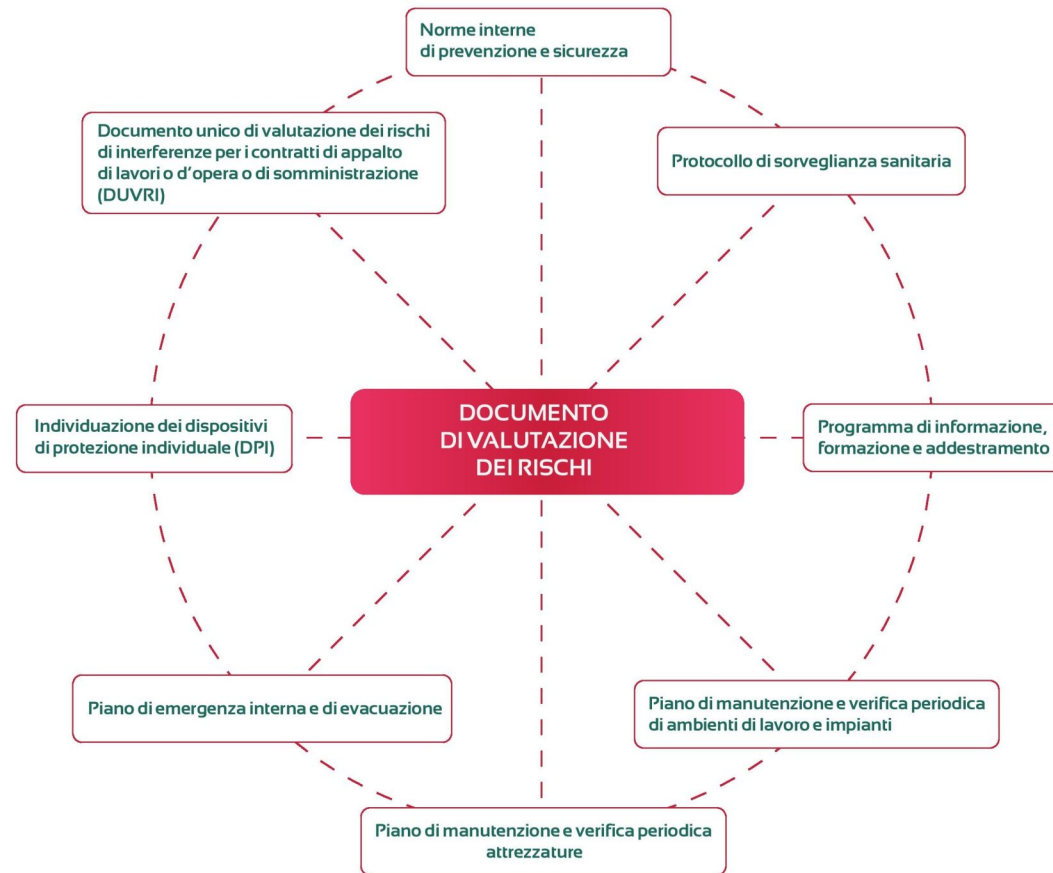 Norme interne
di prevenzione e sicurezza
Documento unico di valutazione dei rischi
di interferenze per i contratti di appalto
di lavori o d'opera o di somministrazione
(DUVRI)
Protocollo di sorveglianza sanitaria
Individuazione dei dispositivi
di protezione individuale (DPI)
DOCUMENTO
DI VALUTAZIONE
DEI RISCHI
Programma di informazione,
formazione e addestramento
Piano di emergenza interna e di evacuazione
Piano di manutenzione e verifica periodica
di ambienti di lavoro e impianti
Piano di manutenzione e verifica periodica
attrezzature